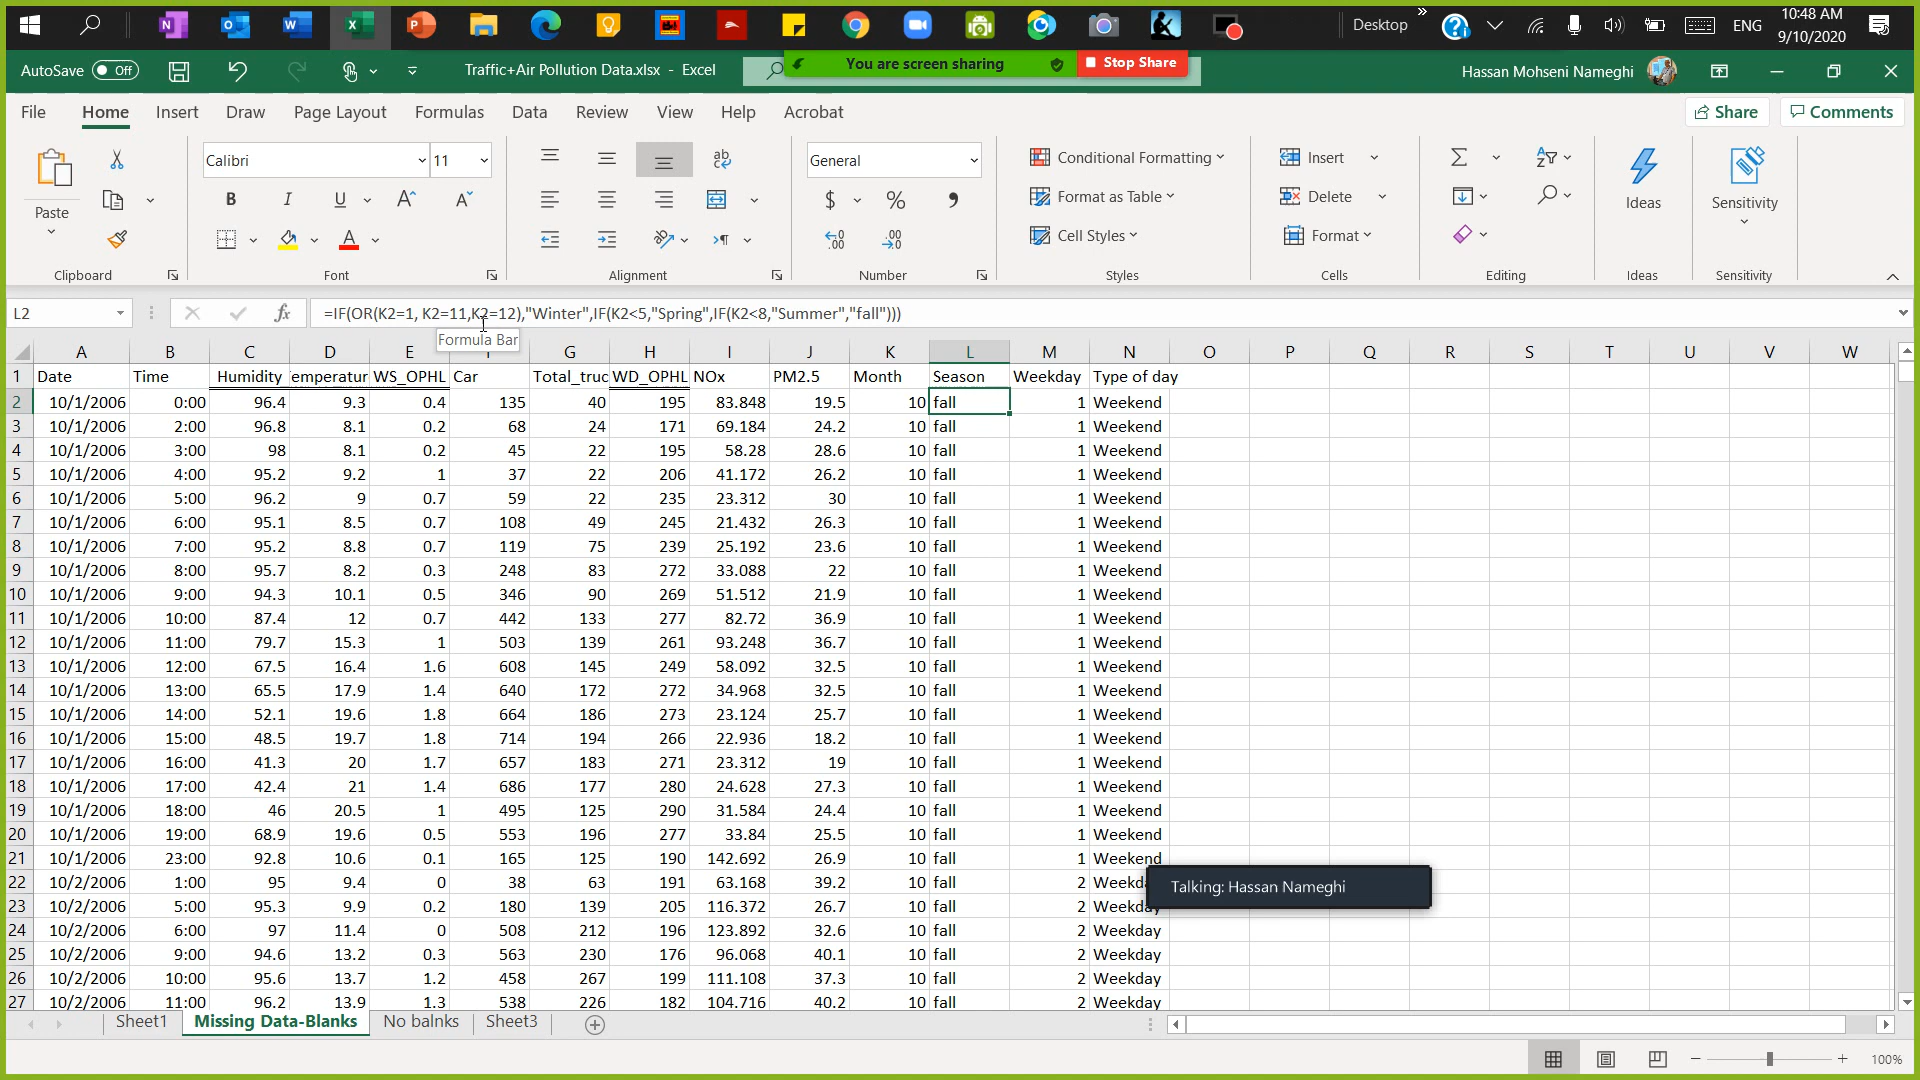 Desktop
ENG
10:48 AM
9/10/2020
AutoSave Off
Traffic+Air Pollution Data.xlsx - Excel
You are screen sharing
Stop Share
Hassan Mohseni Nameghi
File Home Insert Draw Page Layout Formulas Data Review View Help Acrobat
Share Comments
Paste
Clipboard
Calibri 11
B I U A A
A
Font
ab
Alignment
General
$ % ,
Number
Conditional Formatting
Format as Table
Cell Styles
Styles
Insert
Delete
Format
Cells
Editing
Ideas
Ideas
Sensitivity
Sensitivity
L2
fx
=IF(OR(K2=1, K2=11,K2=12),"Winter",IF(K2<5,"Spring",IF(K2<8,"Summer","fall")))
Formula Bar
A B C D E G H I J K L M N O P Q R S T U V W
1 Date Time Humidity emperatur WS_OPHL Car Total_truc WD_OPHL NOx PM2.5 Month Season Weekday Type of day
2 10/1/2006 0:00 96.4 9.3 0.4 135 40 195 83.848 19.5 10 fall 1 Weekend
3 10/1/2006 2:00 96.8 8.1 0.2 68 24 171 69.184 24.2 10 fall 1 Weekend
4 10/1/2006 3:00 98 8.1 0.2 45 22 195 58.28 28.6 10 fall 1 Weekend
5 10/1/2006 4:00 95.2 9.2 1 37 22 206 41.172 26.2 10 fall 1 Weekend
6 10/1/2006 5:00 96.2 9 0.7 59 22 235 23.312 30 10 fall 1 Weekend
7 10/1/2006 6:00 95.1 8.5 0.7 108 49 245 21.432 26.3 10 fall 1 Weekend
8 10/1/2006 7:00 95.2 8.8 0.7 119 75 239 25.192 23.6 10 fall 1 Weekend
9 10/1/2006 8:00 95.7 8.2 0.3 248 83 272 33.088 22 10 fall 1 Weekend
10 10/1/2006 9:00 94.3 10.1 0.5 346 90 269 51.512 21.9 10 fall 1 Weekend
11 10/1/2006 10:00 87.4 12 0.7 442 133 277 82.72 36.9 10 fall 1 Weekend
12 10/1/2006 11:00 79.7 15.3 1 503 139 261 93.248 36.7 10 fall 1 Weekend
13 10/1/2006 12:00 67.5 16.4 1.6 608 145 249 58.092 32.5 10 fall 1 Weekend
14 10/1/2006 13:00 65.5 17.9 1.4 640 172 272 34.968 32.5 10 fall 1 Weekend
15 10/1/2006 14:00 52.1 19.6 1.8 664 186 273 23.124 25.7 10 fall 1 Weekend
16 10/1/2006 15:00 48.5 19.7 1.8 714 194 266 22.936 18.2 10 fall 1 Weekend
17 10/1/2006 16:00 41.3 20 1.7 657 183 271 23.312 19 10 fall 1 Weekend
18 10/1/2006 17:00 42.4 21 1.4 686 177 280 24.628 27.3 10 fall 1 Weekend
19 10/1/2006 18:00 46 20.5 1 495 125 290 31.584 24.4 10 fall 1 Weekend
20 10/1/2006 19:00 68.9 19.6 0.5 553 196 277 33.84 25.5 10 fall 1 Weekend
21 10/1/2006 23:00 92.8 10.6 0.1 165 125 190 142.692 26.9 10 fall 1 Weekend
22 10/2/2006 1:00 95 9.4 0 38 63 191 63.168 39.2 10 fall 2 Weekd
23 10/2/2006 5:00 95.3 9.9 0.2 180 139 205 116.372 26.7 10 fall 2 Weekday
24 10/2/2006 6:00 97 11.4 0 508 212 196 123.892 32.6 10 fall 2 Weekday
25 10/2/2006 9:00 94.6 13.2 0.3 563 230 176 96.068 40.1 10 fall 2 Weekday
26 10/2/2006 10:00 95.6 13.7 1.2 458 267 199 111.108 37.3 10 fall 2 Weekday
27 10/2/2006 11:00 96.2 13.9 1.3 538 226 182 104.716 40.2 10 fall 2 Weekday
Talking: Hassan Nameghi
Sheet1 Missing Data-Blanks No balnks Sheet3
100%